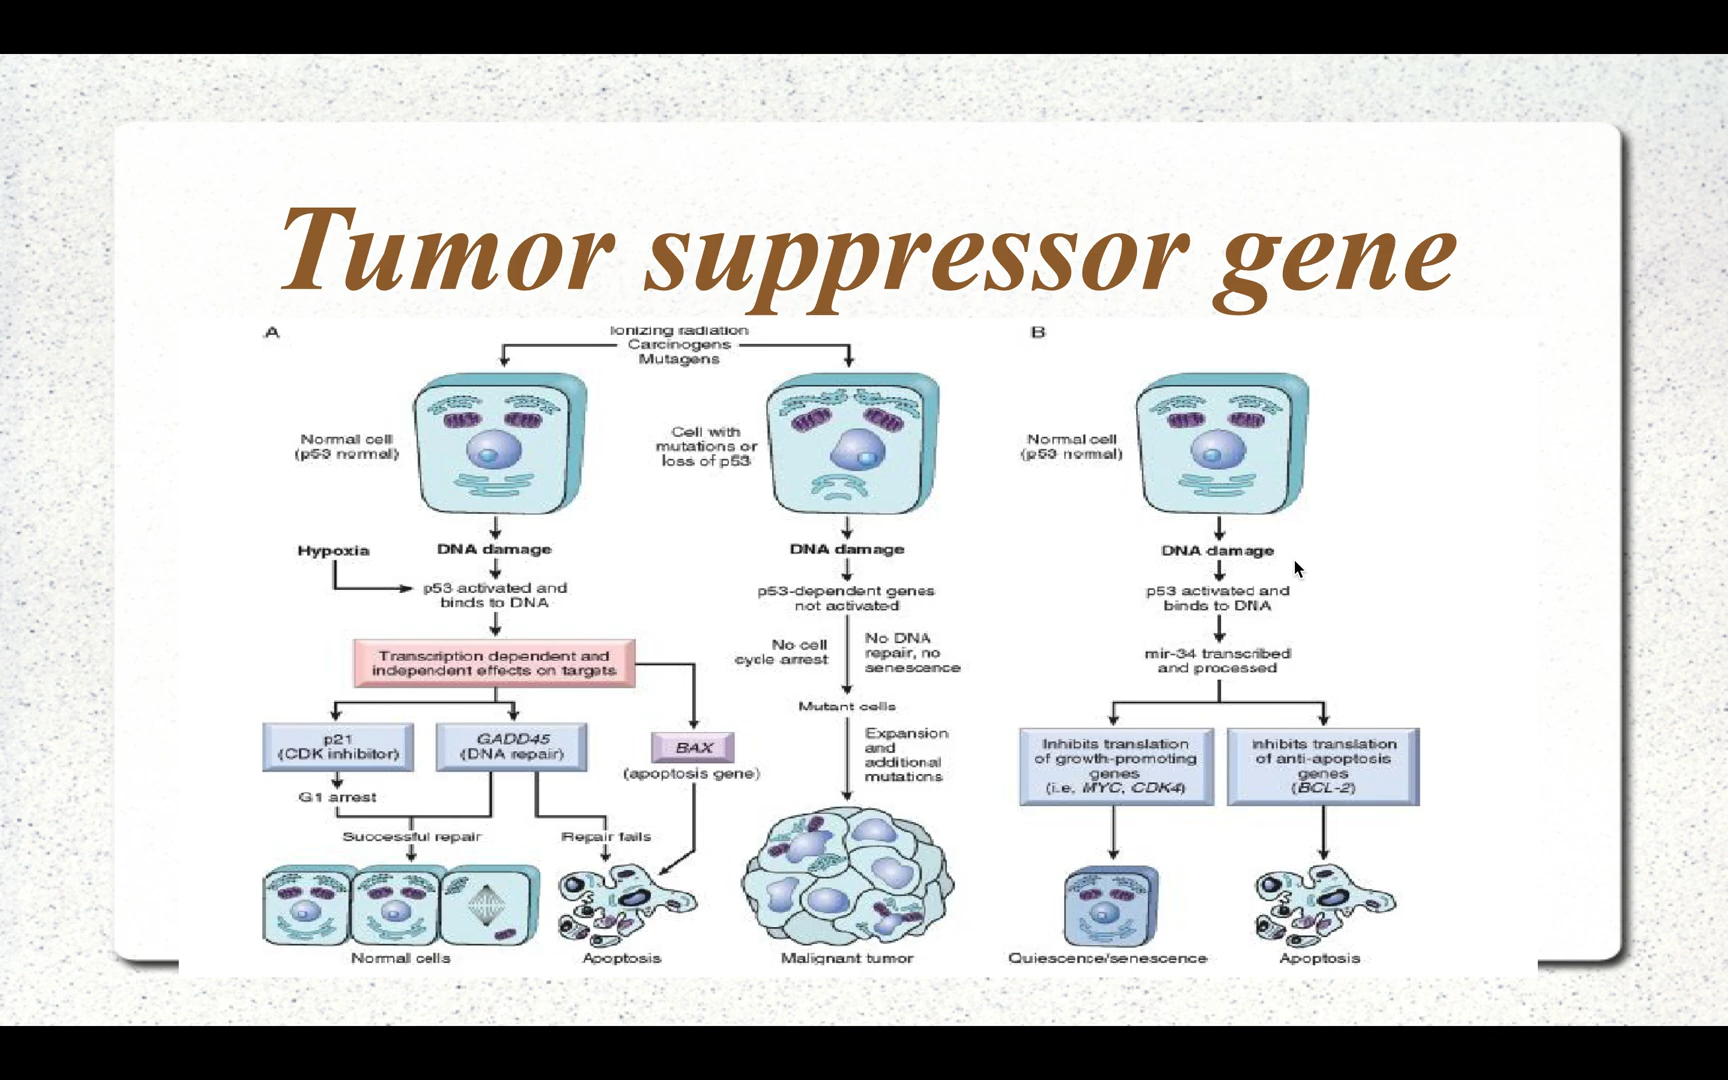 Tumor suppressor gene
A
Ionizing radiation
Carcinogens
Mutagens
Normal cell
(p53 normal)
Cell with
mutations or
loss of p53
Hypoxia
DNA damage
p53 activated and
binds to DNA
Transcription dependent and
independent effects on targets
p21
(CDK inhibitor)
GADD45
(DNA repair)
BAX
(apoptosis gene)
G1 arrest
Successful repair
Repair fails
Normal cells
Apoptosis
DNA damage
p53-dependent genes
not activated
No cell
cycle arrest
No DNA
repair, no
senescence
Mutant cells
Expansion
and
additional
mutations
Malignant tumor
B
Normal cell
(p53 normal)
DNA damage
p53 activated and
binds to DNA
mir-34 transcribed
and processed
Inhibits translation
of growth-promoting
genes
(i.e, MYC, CDK4)
Inhibits translation
of anti-apoptosis
genes
(BCL-2)
Quiescence/senescence
Apoptosis